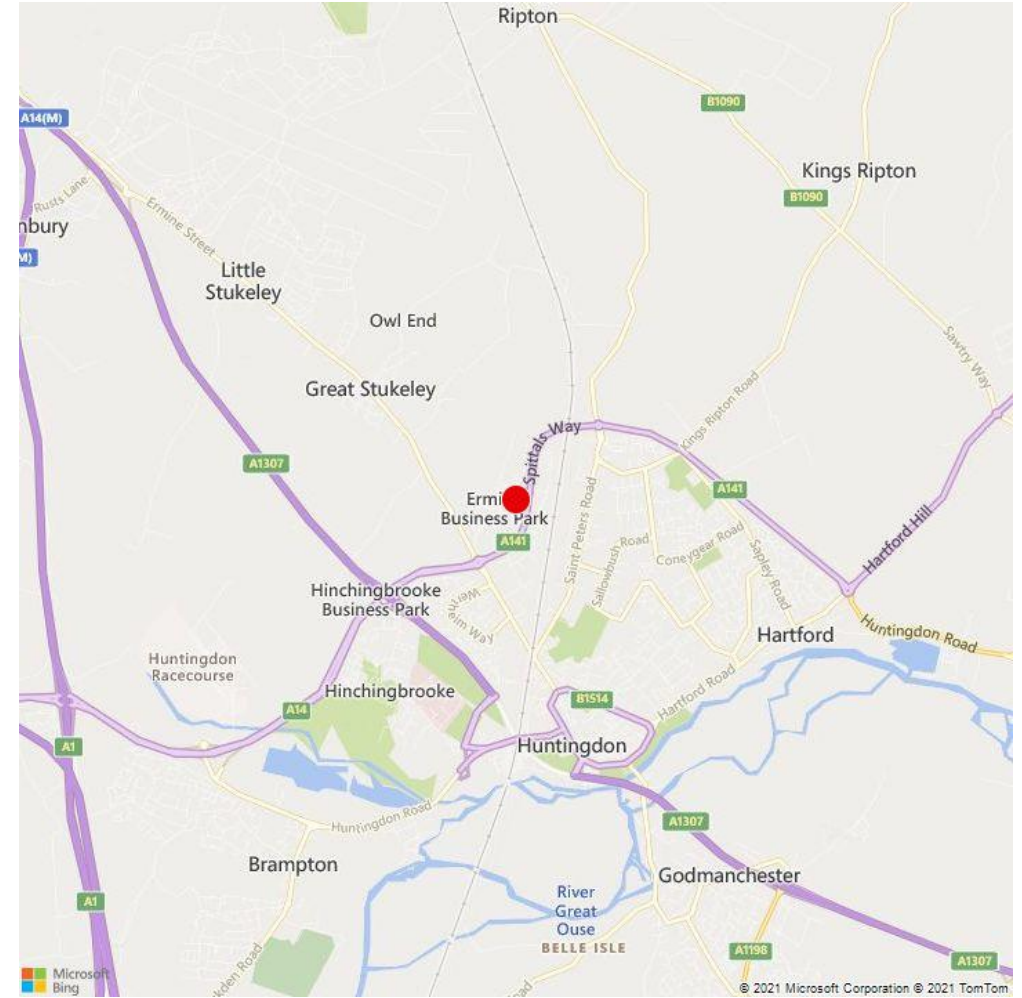 Ripton
B1090
A14(M)
Kings Ripton
B1090
Rusts Lane
Ermine Street
nbury
M)
Little
Stukeley
Owl End
Sawtry Way
Great Stukeley
Kings Ripton Road
Spittals Way
A1307
A141
Ermi
Business Park
Saint Peters Road
A141
Sallowbush Road
Coneygear Road
Sapley Road
Hartford Hill
Hinchingbrooke
Business Park
Wertheim Way
Hartford
Huntingdon Road
Huntingdon
Racecourse
Hinchingbrooke
B1514
Hartford Road
A14
A1
Huntingdon
Huntingdon Road
A1307
Brampton
Godmanchester
River
Great
Ouse
A1
BELLE ISLE
A1198
A1307
kden Road
Microsoft
Bing
© 2021 Microsoft Corporation © 2021 TomTom